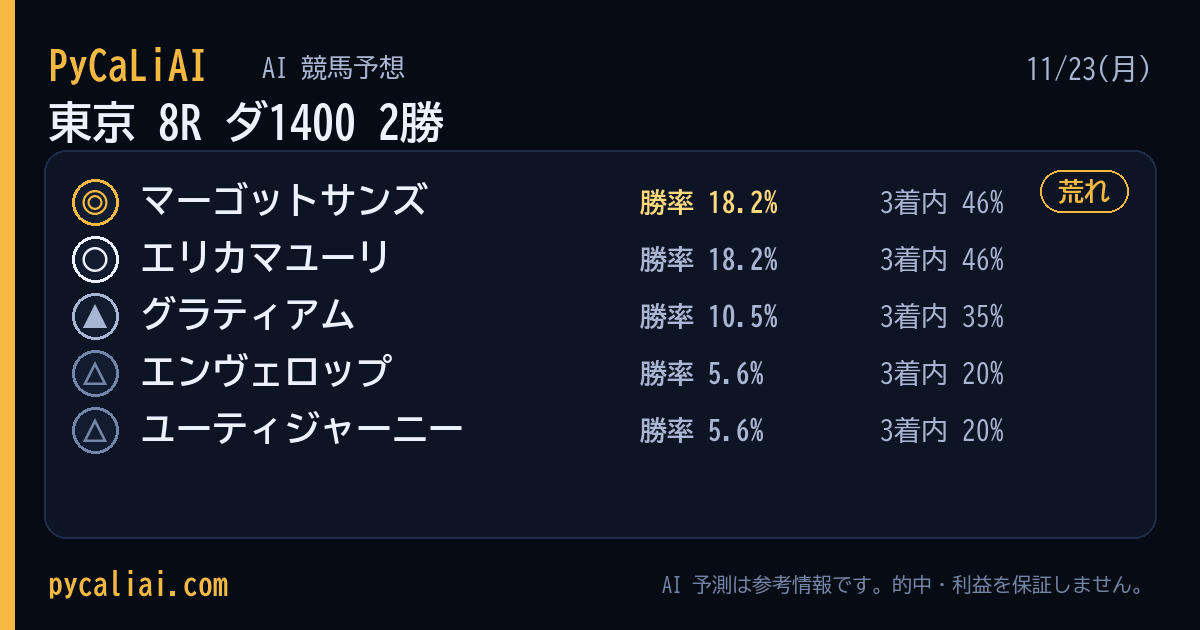 PyCaLiAI AI 競馬予想 11/23(月)
東京 8R ダ1400 2勝
◎ マーゴットサンズ 勝率 18.2% 3着内 46% 荒れ
○ エリカマユーリ 勝率 18.2% 3着内 46%
▲ グラティアム 勝率 10.5% 3着内 35%
△ エンヴェロップ 勝率 5.6% 3着内 20%
△ ユーティジャーニー 勝率 5.6% 3着内 20%
pycaliai.com AI 予測は参考情報です。的中・利益を保証しません。